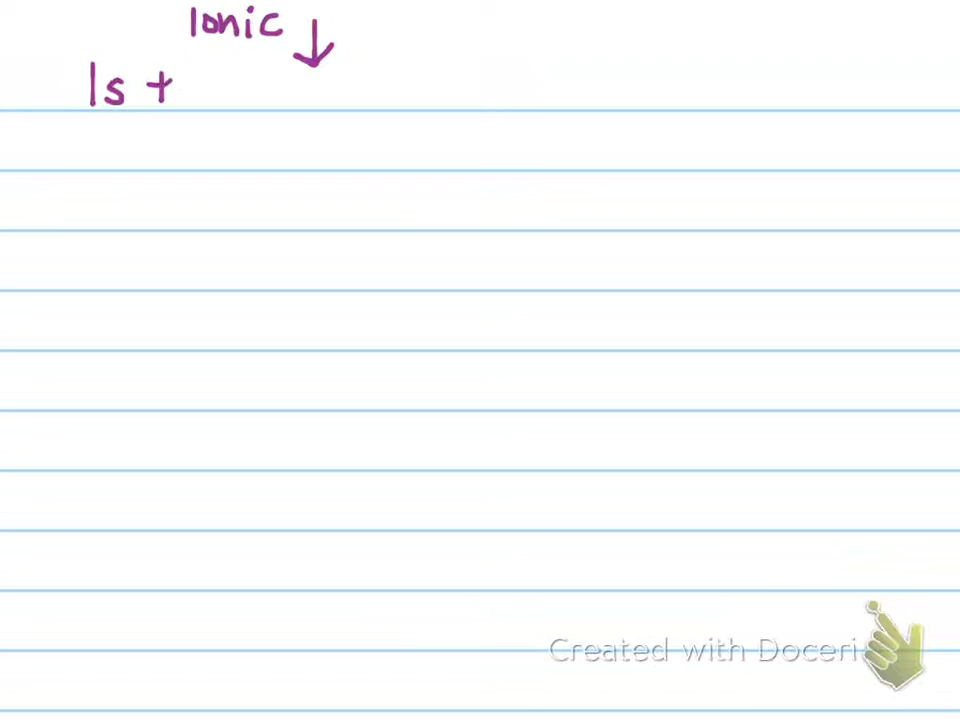 Ionic ↓
1s +
Created with Doceri